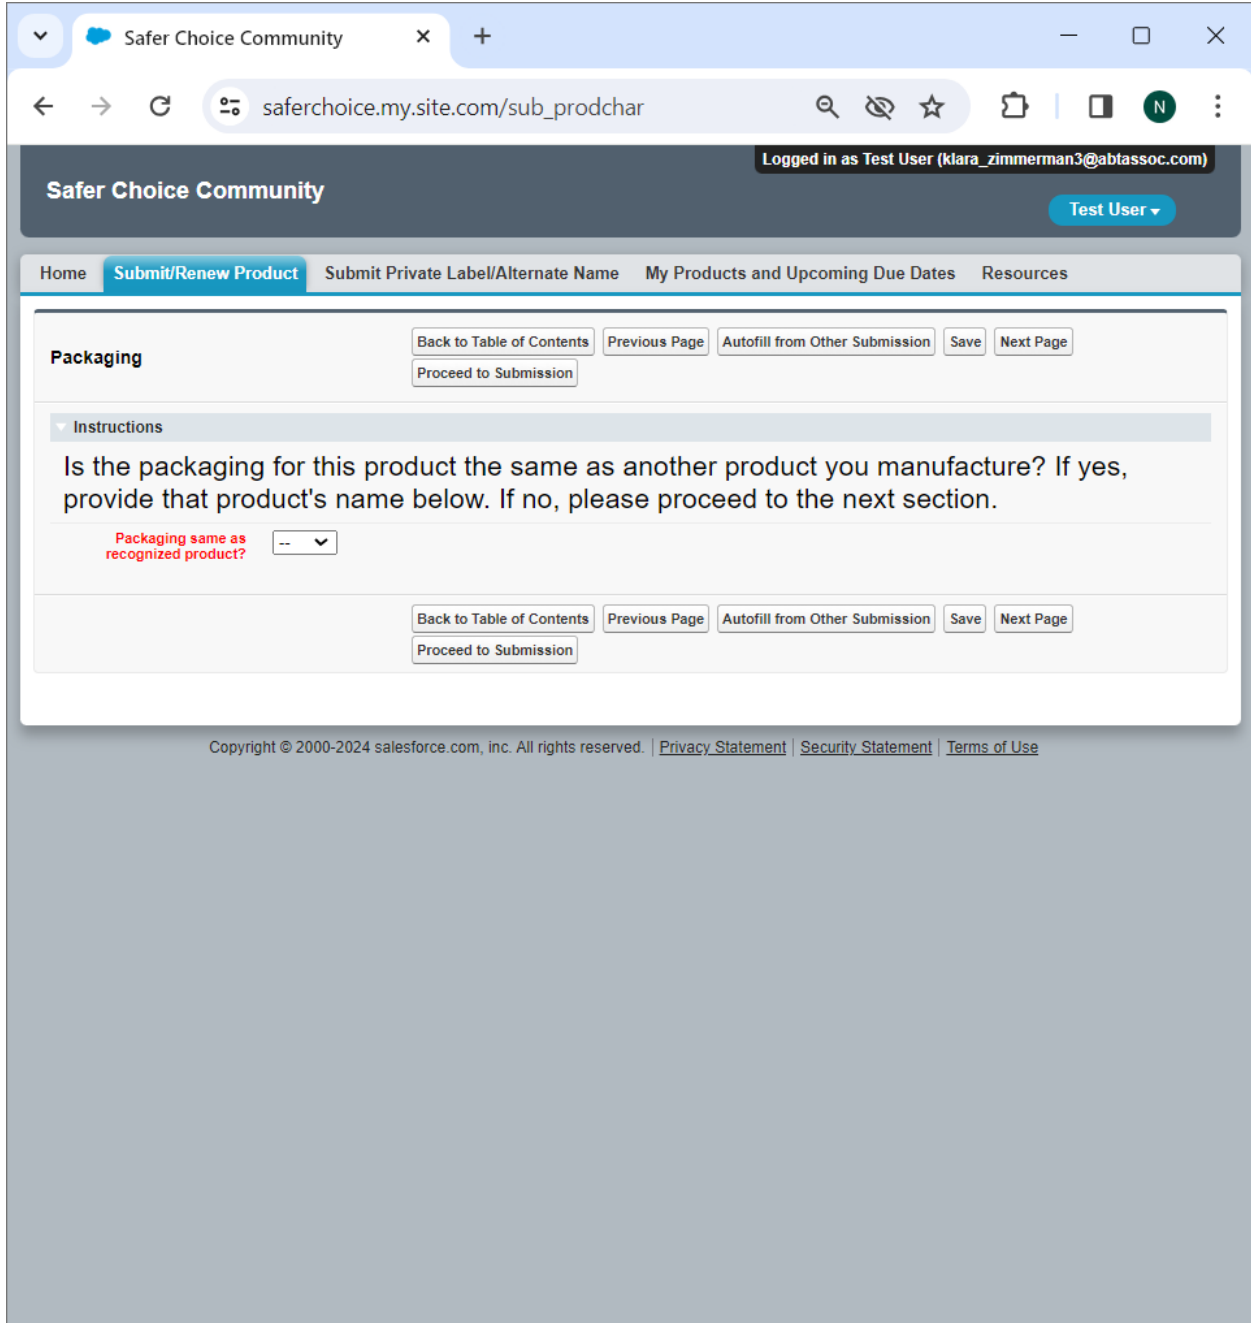 Safer Choice Community
saferchoice.my.site.com/sub_prodchar
N
Logged in as Test User (klara_zimmerman3@abtassoc.com)
Safer Choice Community
Test User
Home Submit/Renew Product Submit Private Label/Alternate Name My Products and Upcoming Due Dates Resources
Packaging
Back to Table of Contents Previous Page Autofill from Other Submission Save Next Page
Proceed to Submission
Instructions
Is the packaging for this product the same as another product you manufacture? If yes,
provide that product's name below. If no, please proceed to the next section.
Packaging same as
recognized product?
--
Back to Table of Contents Previous Page Autofill from Other Submission Save Next Page
Proceed to Submission
Copyright © 2000-2024 salesforce.com, inc. All rights reserved. | Privacy Statement | Security Statement | Terms of Use